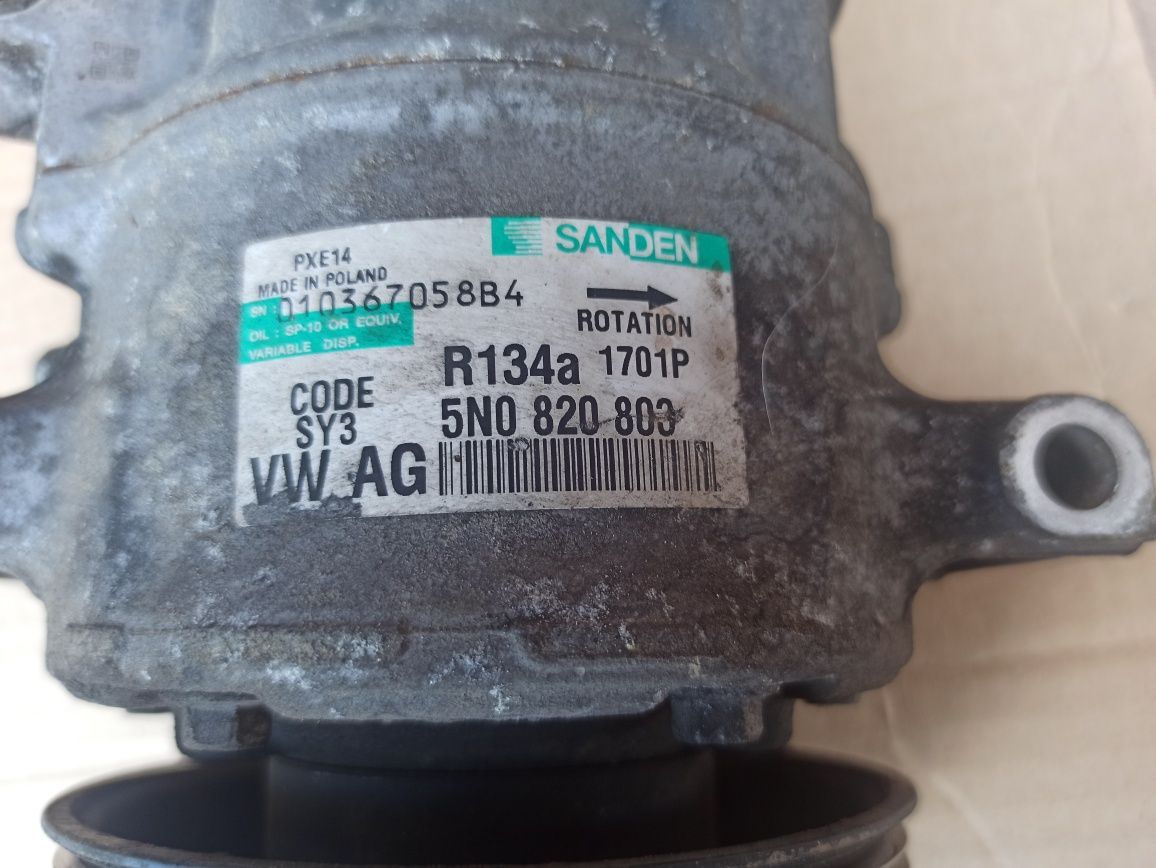 SANDEN
PXE14
MADE IN POLAND
SN : 010367058B4
ROTATION
OIL : SP-10 OR EQUIV.
VARIABLE DISP.
R134a 1701P
CODE
SY3
5N0 820 803
VW AG